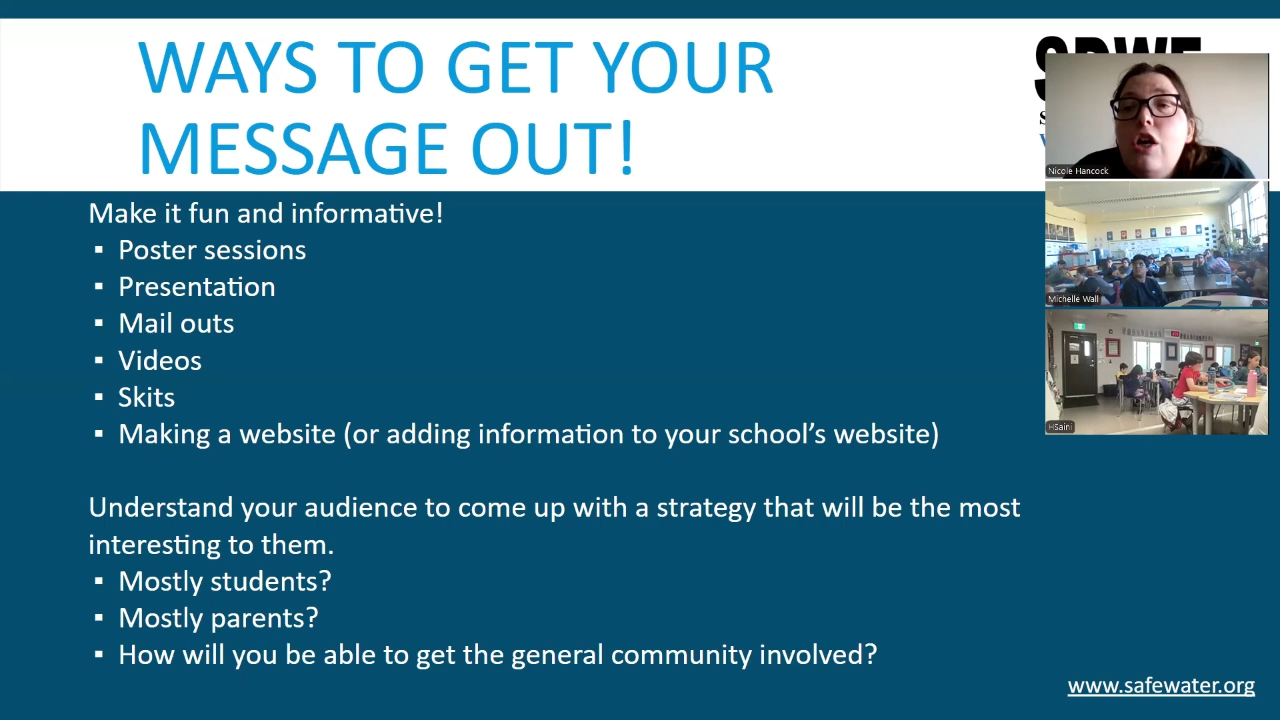 WAYS TO GET YOUR
MESSAGE OUT!
Nicole Hancock
Michelle Wall
HSaini
Make it fun and informative!
▪ Poster sessions
▪ Presentation
▪ Mail outs
▪ Videos
▪ Skits
▪ Making a website (or adding information to your school’s website)
Understand your audience to come up with a strategy that will be the most
interesting to them.
▪ Mostly students?
▪ Mostly parents?
▪ How will you be able to get the general community involved?
www.safewater.org